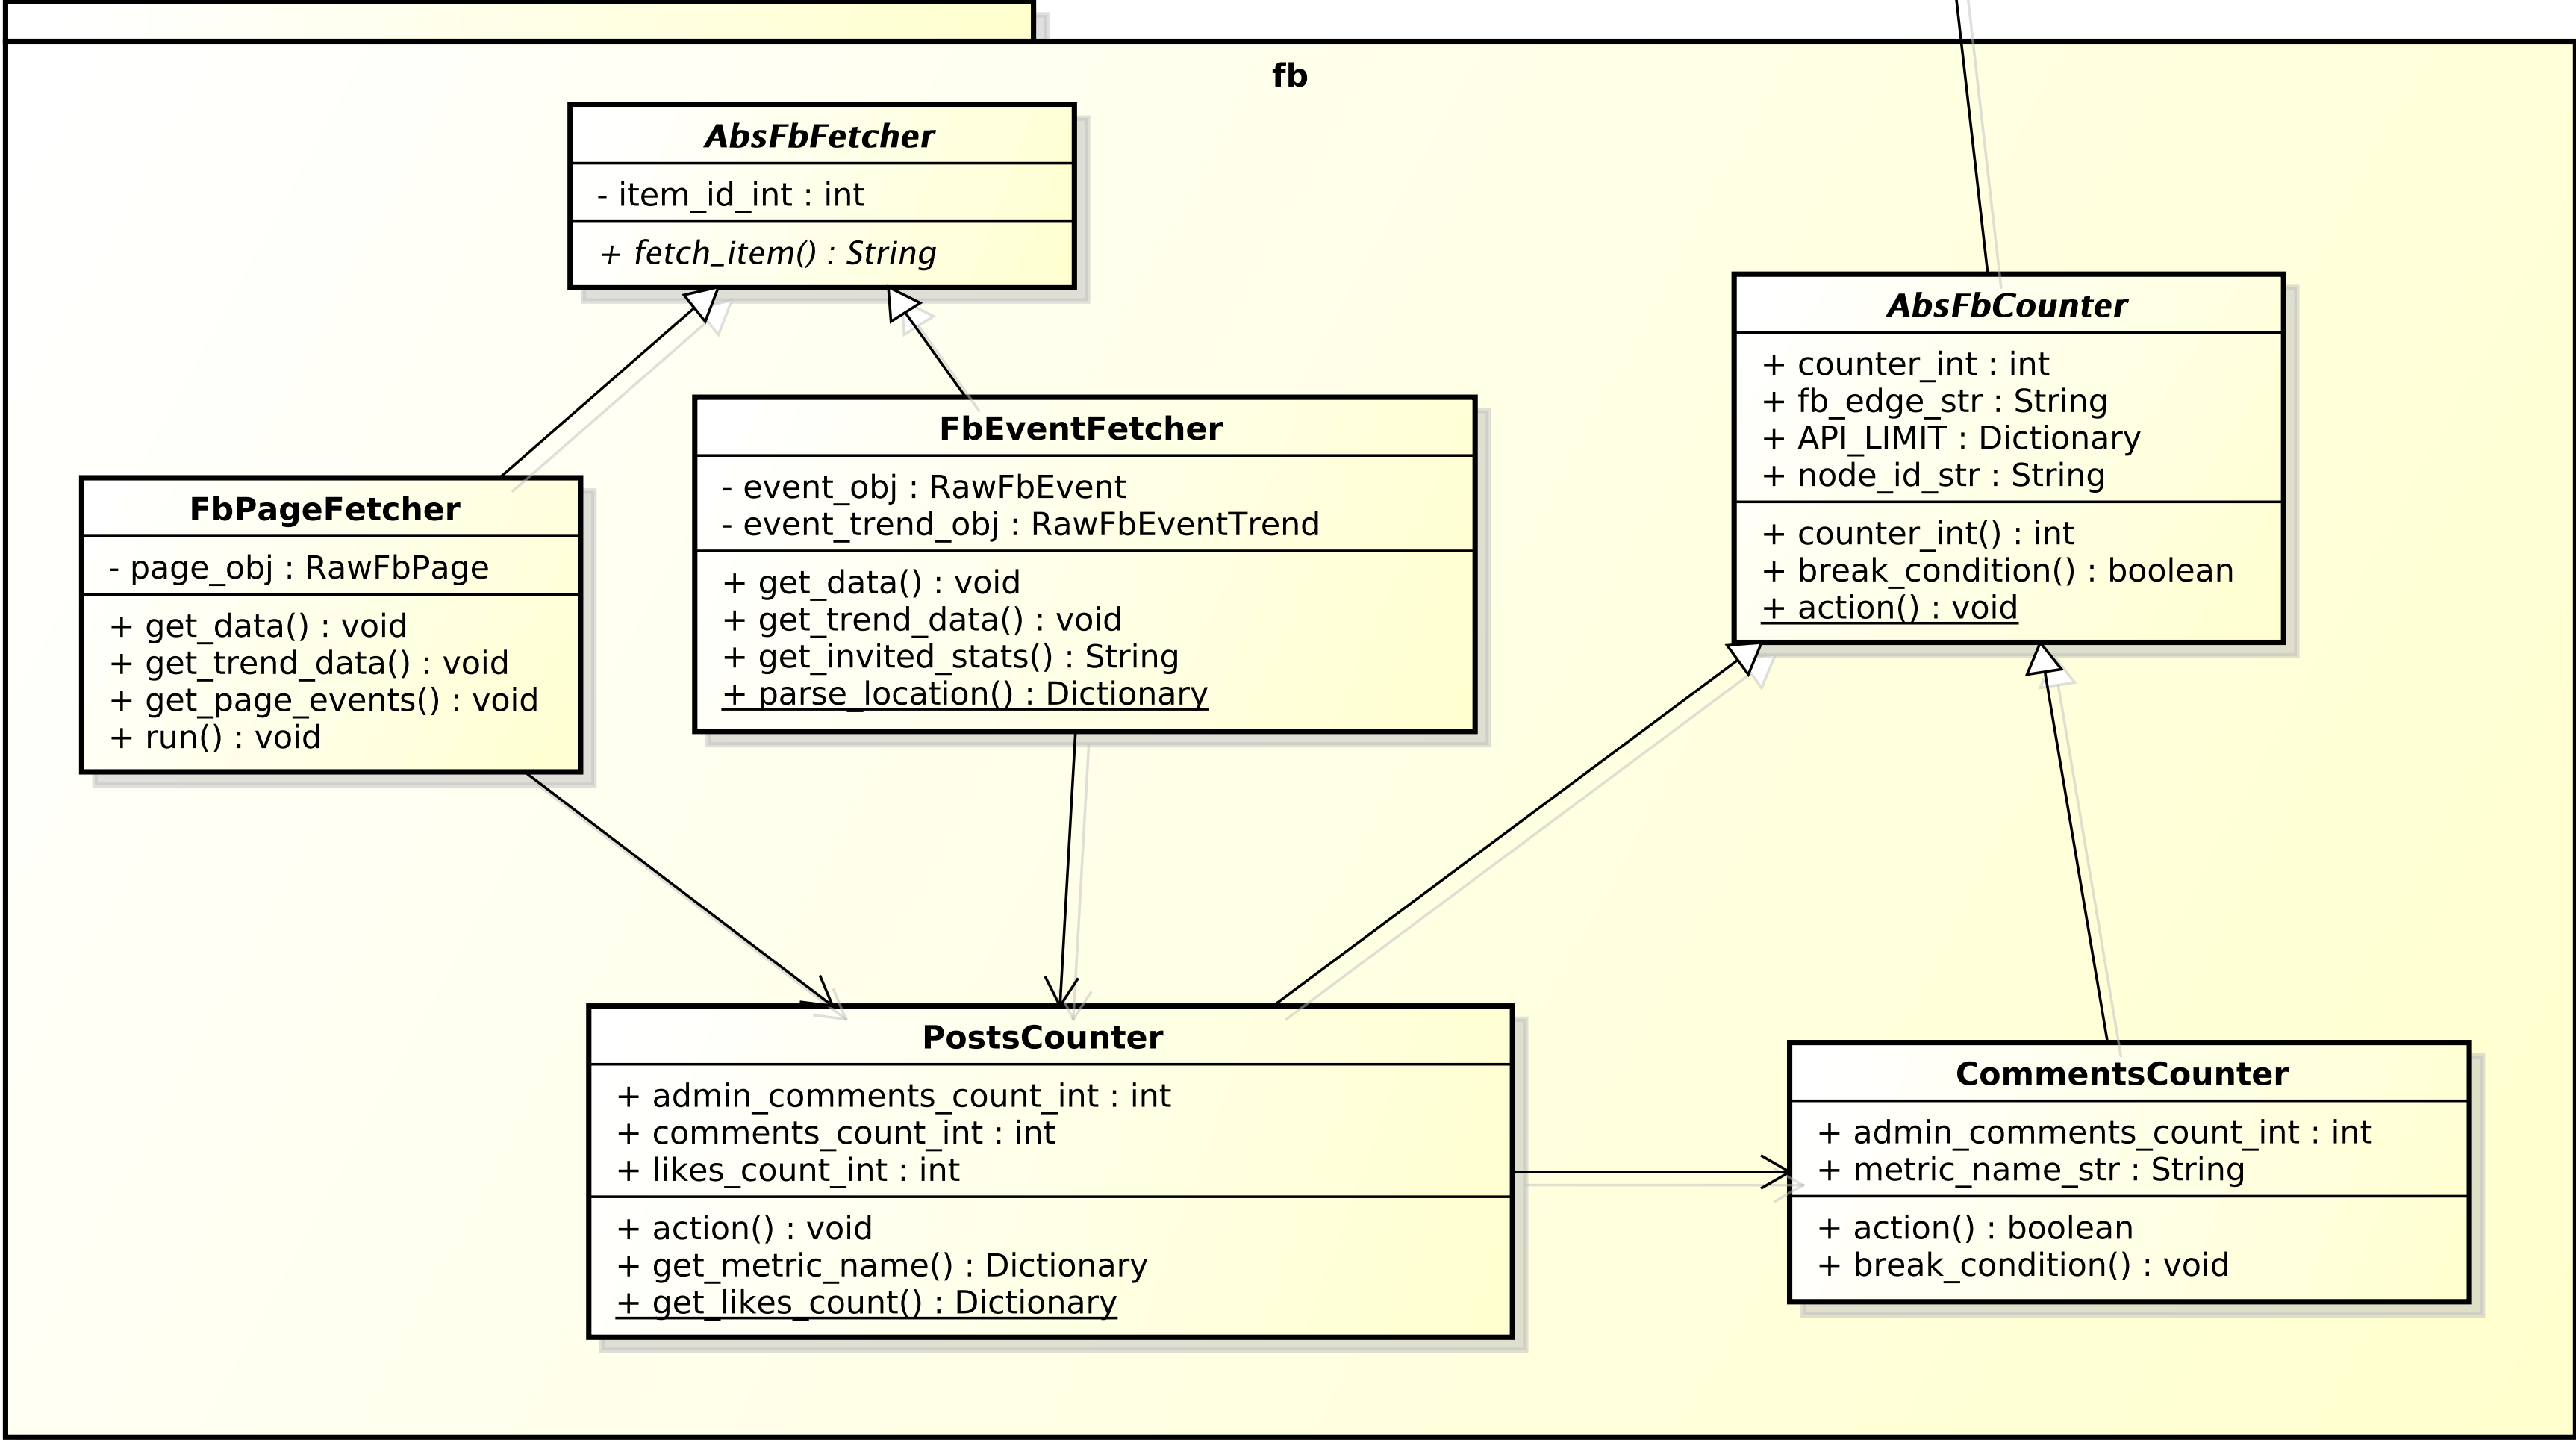 fb
AbsFbFetcher
- item_id_int : int
+ fetch_item() : String
AbsFbCounter
+ counter_int : int
+ fb_edge_str : String
+ API_LIMIT : Dictionary
+ node_id_str : String
+ counter_int() : int
+ break_condition() : boolean
+ action() : void
FbEventFetcher
- event_obj : RawFbEvent
- event_trend_obj : RawFbEventTrend
+ get_data() : void
+ get_trend_data() : void
+ get_invited_stats() : String
+ parse_location() : Dictionary
FbPageFetcher
- page_obj : RawFbPage
+ get_data() : void
+ get_trend_data() : void
+ get_page_events() : void
+ run() : void
PostsCounter
+ admin_comments_count_int : int
+ comments_count_int : int
+ likes_count_int : int
+ action() : void
+ get_metric_name() : Dictionary
+ get_likes_count() : Dictionary
CommentsCounter
+ admin_comments_count_int : int
+ metric_name_str : String
+ action() : boolean
+ break_condition() : void